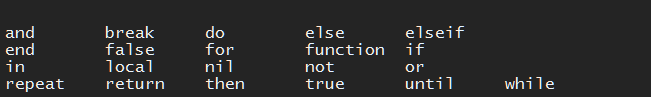 and break do else elseif
end false for function if
in local nil not or
repeat return then true until while